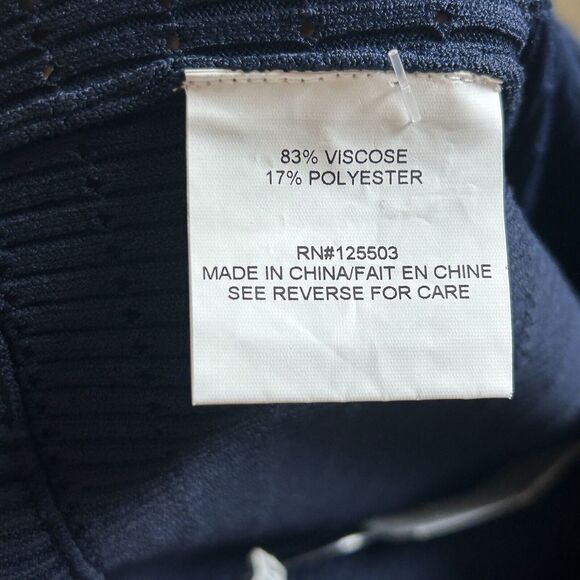 83% VISCOSE
17% POLYESTER
RN#125503
MADE IN CHINA/FAIT EN CHINE
SEE REVERSE FOR CARE